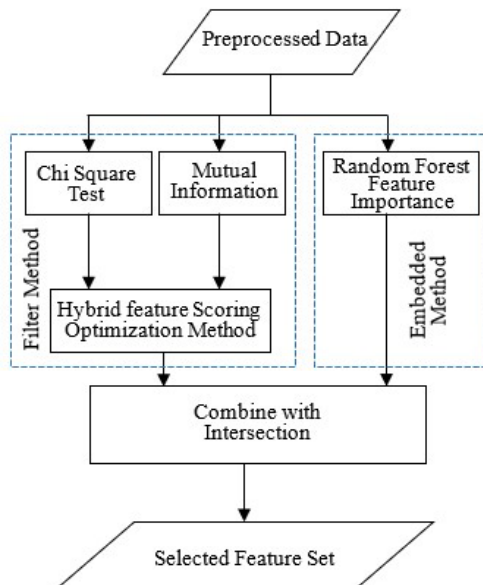 Preprocessed Data
Chi Square
Test
Mutual
Information
Random Forest
Feature
Importance
Filter Method
Hybrid feature Scoring
Optimization Method
Embedded
Method
Combine with
Intersection
Selected Feature Set